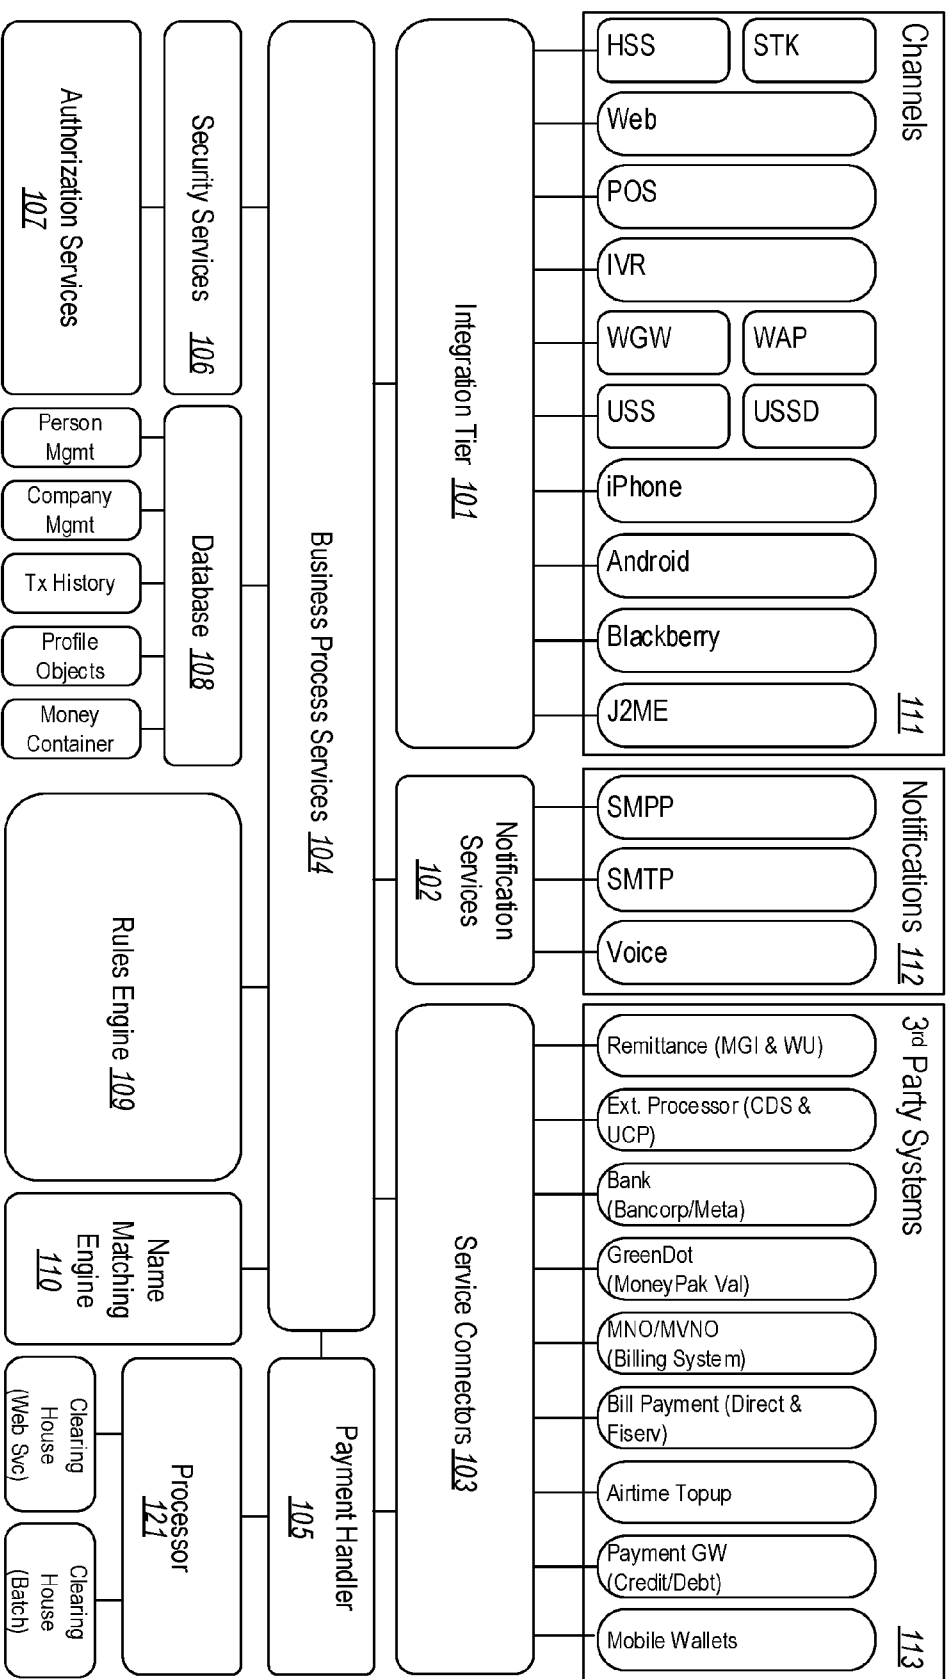 Channels
111
HSS
STK
Web
POS
IVR
WGW
WAP
USS
USSD
iPhone
Android
Blackberry
J2ME
Notifications 112
SMPP
SMTP
Voice
3rd Party Systems
113
Remittance (MGI & WU)
Ext. Processor (CDS &
UCP)
Bank
(Bancorp/Meta)
GreenDot
(MoneyPak Val)
MNO/MVNO
(Billing System)
Bill Payment (Direct &
Fiserv)
Airtime Topup
Payment GW
(Credit/Debt)
Mobile Wallets
Integration Tier 101
Notification
Services
102
Service Connectors 103
Business Process Services 104
Payment Handler
105
Security Services 106
Authorization Services
107
Database 108
Person
Mgmt
Company
Mgmt
Tx History
Profile
Objects
Money
Container
Rules Engine 109
Name
Matching
Engine
110
Processor
121
Clearing
House
(Web Svc)
Clearing
House
(Batch)